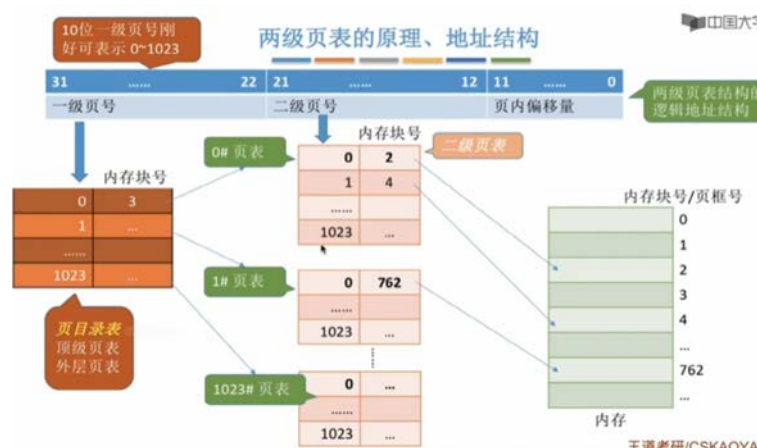 中国大学
10位一级页号刚
好可表示 0~1023
两级页表的原理、地址结构
31 …… 22 21 …… 12 11 …… 0
一级页号 二级页号 页内偏移量
两级页表结构的
逻辑地址结构
内存块号
0 3
1 …
……
1023 …
页目录表
顶级页表
外层页表
0# 页表
内存块号
二级页表
0 2
1 4
……
1023 …
1# 页表
0 762
……
1023 …
……
1023# 页表
0 …
……
1023 …
内存块号/页框号
0
1
2
3
4
…
762
…
内存
王道考研/CSKAOYA